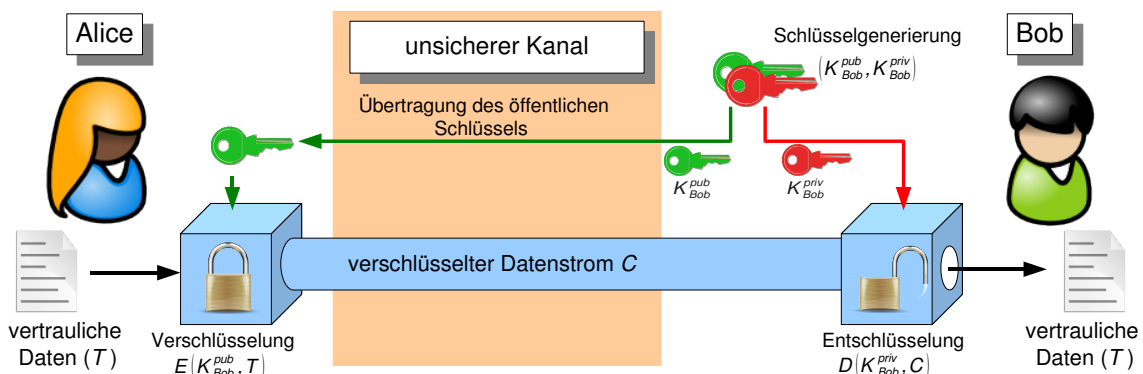 Alice
unsicherer Kanal
Schlüsselgenerierung
(K_Bob^pub, K_Bob^priv)
Bob
Übertragung des öffentlichen
Schlüssels
K_Bob^pub
K_Bob^priv
verschlüsselter Datenstrom C
vertrauliche
Daten (T)
Verschlüsselung
E(K_Bob^pub, T)
Entschlüsselung
D(K_Bob^priv, C)
vertrauliche
Daten (T)